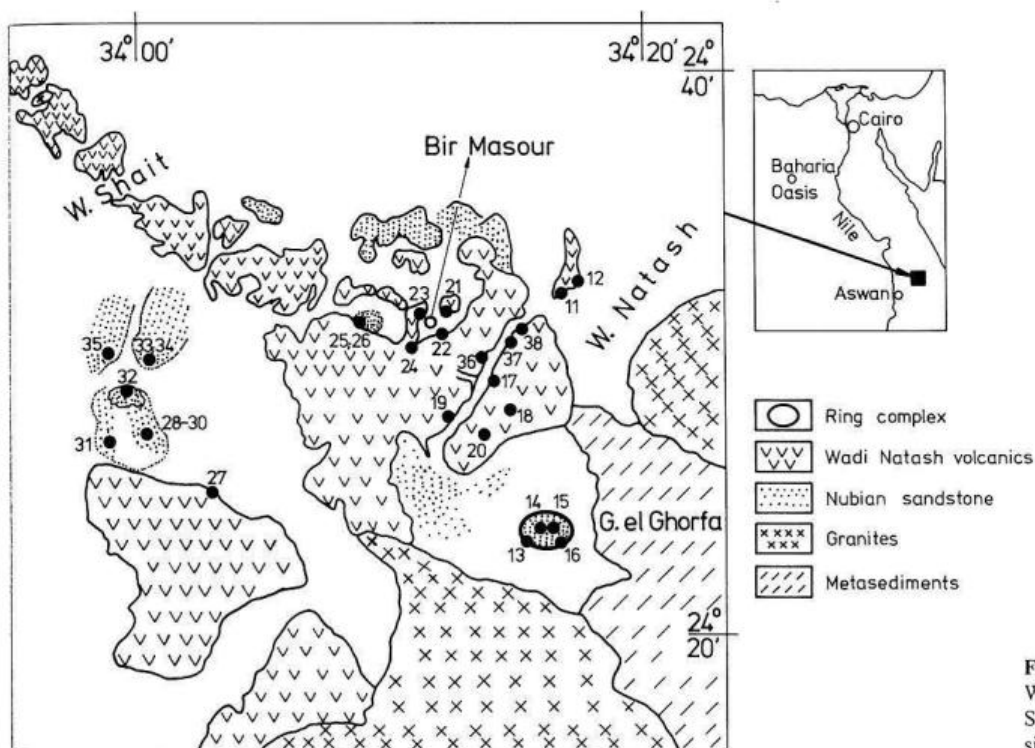 34° 00'
34° 20'
24° 40'
Bir Masour
W. Shait
W. Natash
Cairo
Baharia Oasis
Nile
Aswan
23
21
12
11
25,26
22
24
38
37
36
35
33
34
32
17
19
18
20
28-30
31
27
14
15
13
16
G. el Ghorfa
24° 20'
Ring complex
Wadi Natash volcanics
Nubian sandstone
Granites
Metasediments
F
W
S